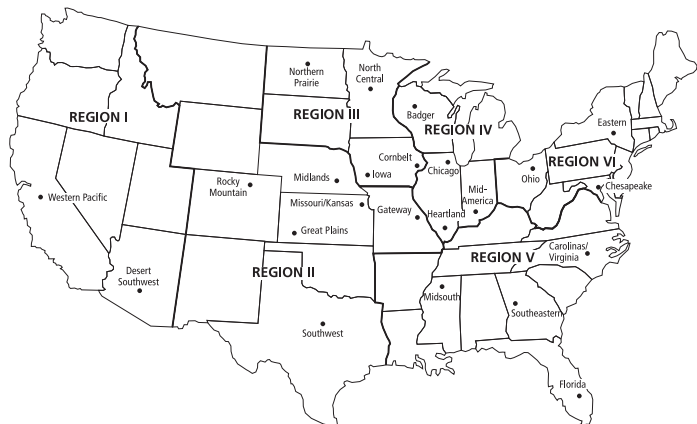 Northern
Prairie
North
Central
REGION I
REGION III
Badger
REGION IV
Eastern
Cornbelt
Chicago
Iowa
Ohio
REGION VI
Chesapeake
Rocky
Mountain
Midlands
Western Pacific
Missouri/Kansas
Mid-
America
Gateway
Heartland
Great Plains
Carolinas/
Virginia
REGION V
REGION II
Desert
Southwest
Midsouth
Southeastern
Southwest
Florida